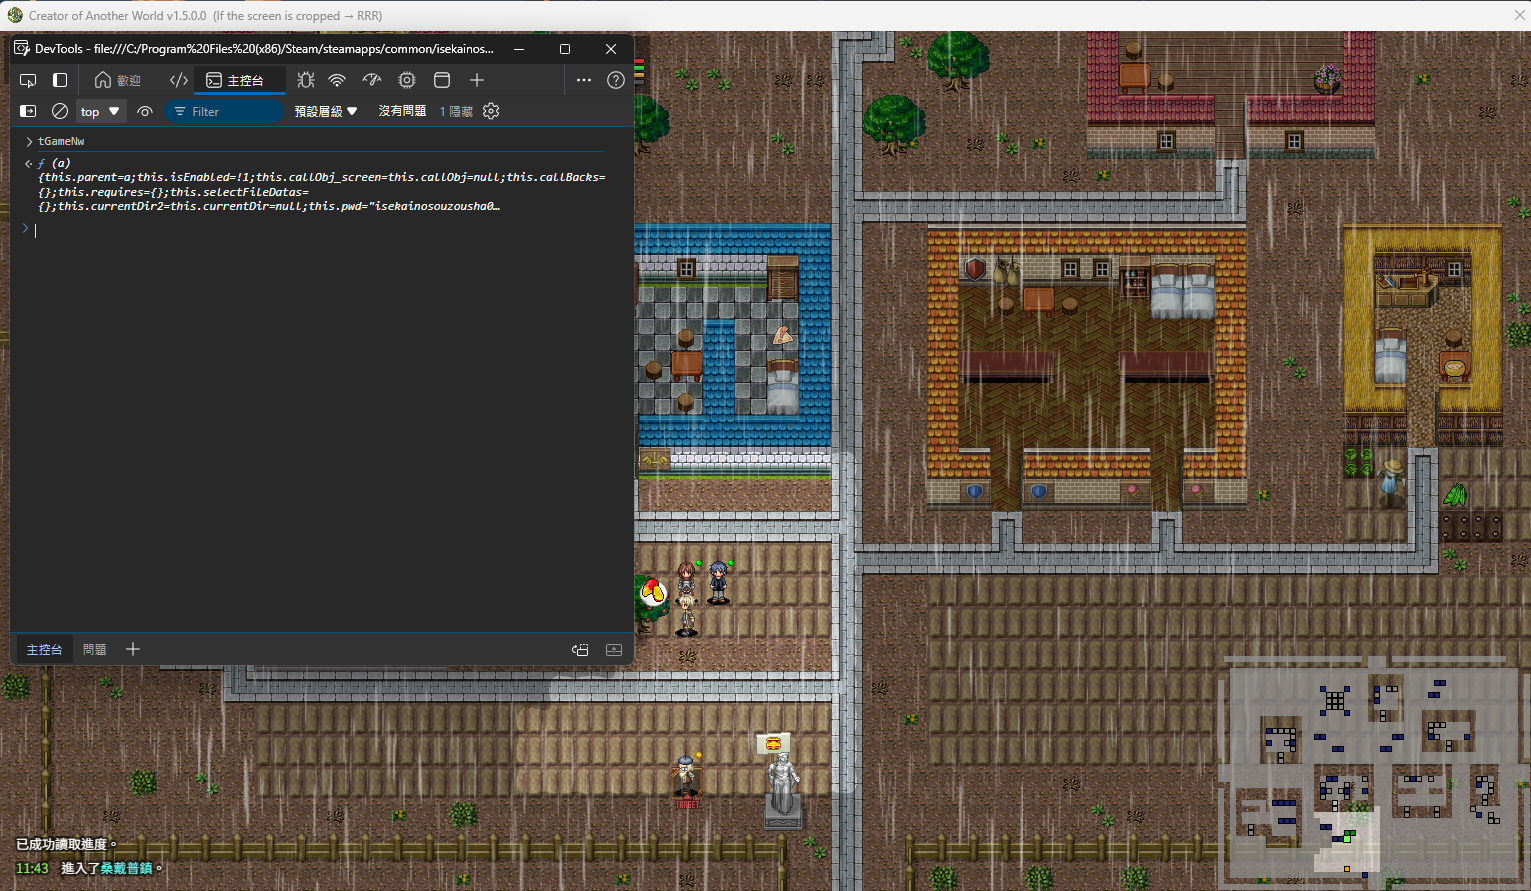 Creator of Another World v1.5.0.0  (If the screen is cropped → RRR)
DevTools - file:///C:/Program%20Files%20(x86)/Steam/steamapps/common/isekainos...
歡迎
主控台
top
Filter
預設層級
沒有問題
1 隱藏
tGameNw
ƒ (a)
{this.parent=a;this.isEnabled=!1;this.callObj_screen=this.callObj=null;this.callBacks=
{};this.requires={};this.selectFileDatas=
{};this.currentDir2=this.currentDir=null;this.pwd="isekainosouzousha0…
主控台
問題
TARGET
已成功讀取進度。
11:43 進入了桑戴普鎮。